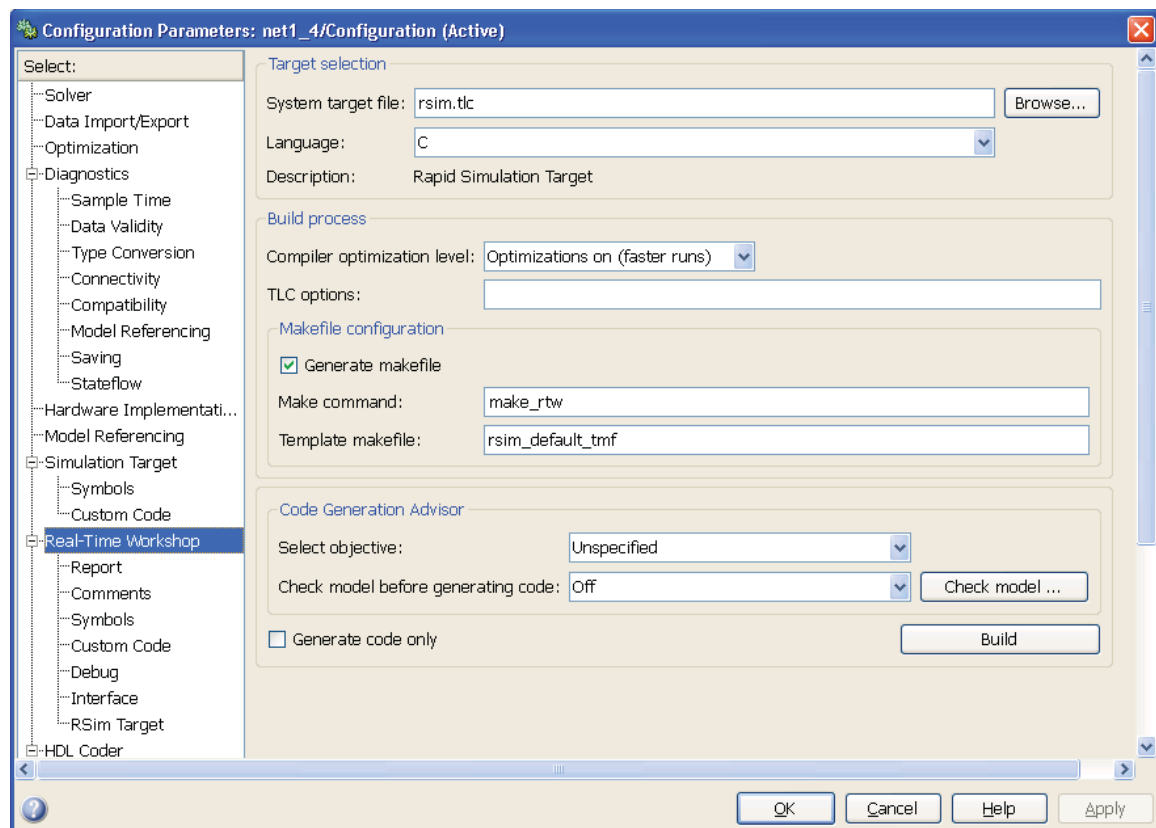 Configuration Parameters: net1_4/Configuration (Active)
Select:
Solver
Data Import/Export
Optimization
Diagnostics
Sample Time
Data Validity
Type Conversion
Connectivity
Compatibility
Model Referencing
Saving
Stateflow
Hardware Implementati...
Model Referencing
Simulation Target
Symbols
Custom Code
Real-Time Workshop
Report
Comments
Symbols
Custom Code
Debug
Interface
RSim Target
HDL Coder
Target selection
System target file: rsim.tlc Browse...
Language: C
Description: Rapid Simulation Target
Build process
Compiler optimization level: Optimizations on (faster runs)
TLC options:
Makefile configuration
Generate makefile
Make command: make_rtw
Template makefile: rsim_default_tmf
Code Generation Advisor
Select objective: Unspecified
Check model before generating code: Off Check model ...
Generate code only Build
OK Cancel Help Apply